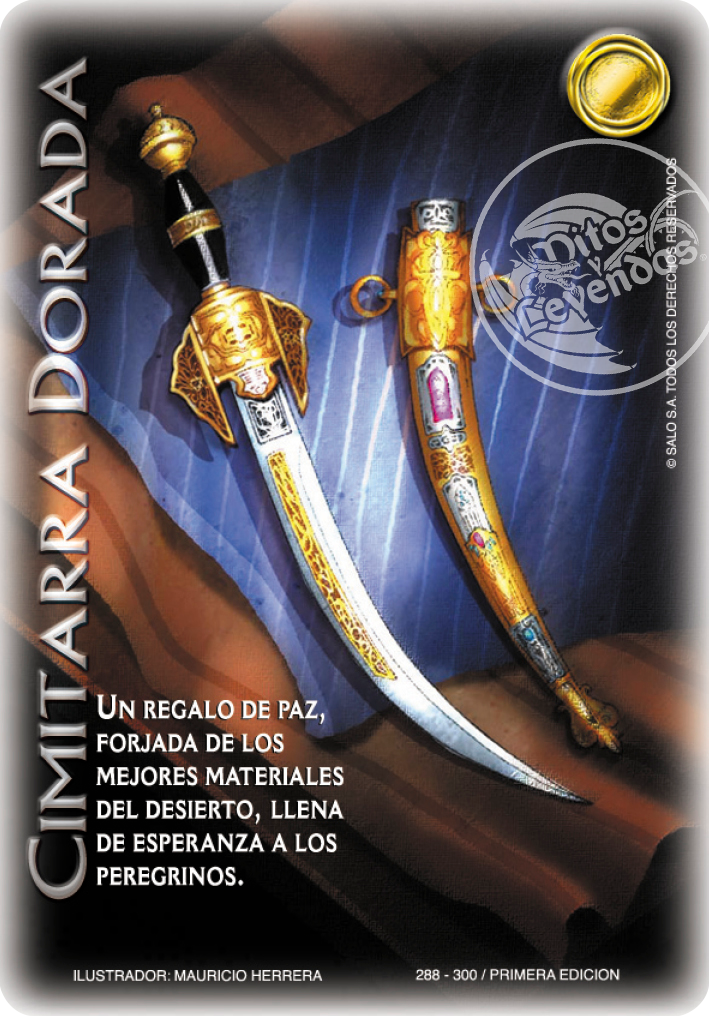 CIMITARRA DORADA
Mitos
y
Leyendas
© SALO S.A. TODOS LOS DERECHOS RESERVADOS
UN REGALO DE PAZ,
FORJADA DE LOS
MEJORES MATERIALES
DEL DESIERTO, LLENA
DE ESPERANZA A LOS
PEREGRINOS.
ILUSTRADOR: MAURICIO HERRERA
288 - 300 / PRIMERA EDICION